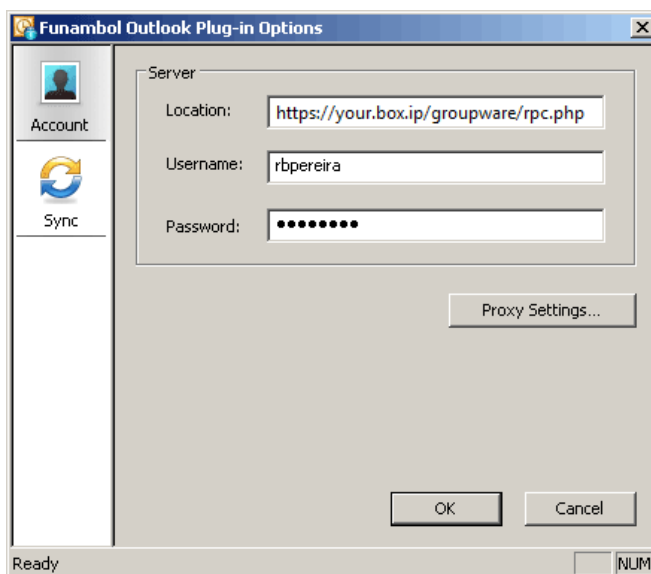 Funambol Outlook Plug-in Options
Account
Sync
Server
Location:
https://your.box.ip/groupware/rpc.php
Username:
rbpereira
Password:
••••••••
Proxy Settings...
OK
Cancel
Ready
NUM